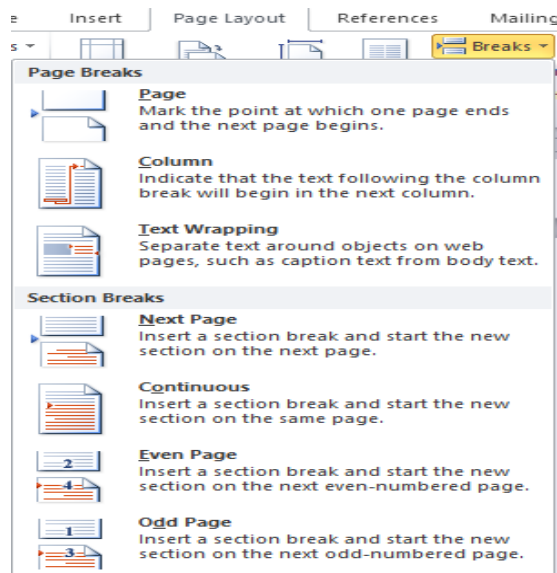 e Insert Page Layout References Mailing
s Breaks
Page Breaks
Page
Mark the point at which one page ends
and the next page begins.
Column
Indicate that the text following the column
break will begin in the next column.
Text Wrapping
Separate text around objects on web
pages, such as caption text from body text.
Section Breaks
Next Page
Insert a section break and start the new
section on the next page.
Continuous
Insert a section break and start the new
section on the same page.
Even Page
Insert a section break and start the new
section on the next even-numbered page.
2
4
Odd Page
Insert a section break and start the new
section on the next odd-numbered page.
1
3